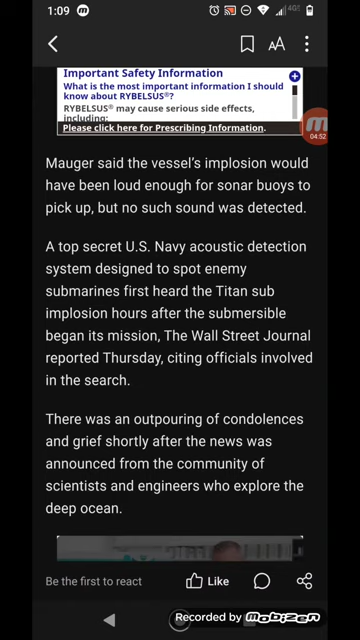 1:09
4G
AA
Important Safety Information
What is the most important information I should
know about RYBELSUS®?
RYBELSUS® may cause serious side effects,
including:
Please click here for Prescribing Information.
04:52
Mauger said the vessel's implosion would
have been loud enough for sonar buoys to
pick up, but no such sound was detected.
A top secret U.S. Navy acoustic detection
system designed to spot enemy
submarines first heard the Titan sub
implosion hours after the submersible
began its mission, The Wall Street Journal
reported Thursday, citing officials involved
in the search.
There was an outpouring of condolences
and grief shortly after the news was
announced from the community of
scientists and engineers who explore the
deep ocean.
Be the first to react
Like
Recorded by Mobizen